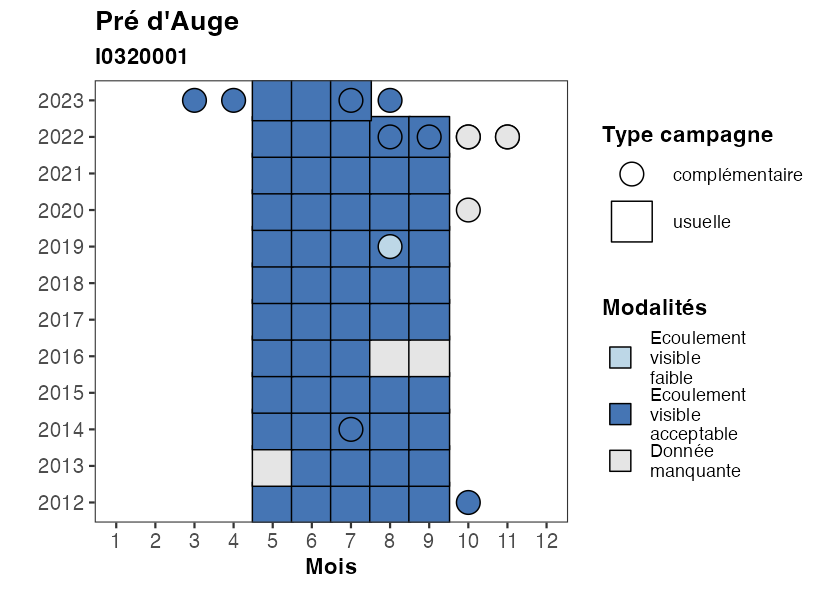 Pré d'Auge
I0320001
2023
2022
2021
2020
2019
2018
2017
2016
2015
2014
2013
2012
1 2 3 4 5 6 7 8 9 10 11 12
Mois
Type campagne
complémentaire
usuelle
Modalités
Ecoulement
visible
faible
Ecoulement
visible
acceptable
Donnée
manquante